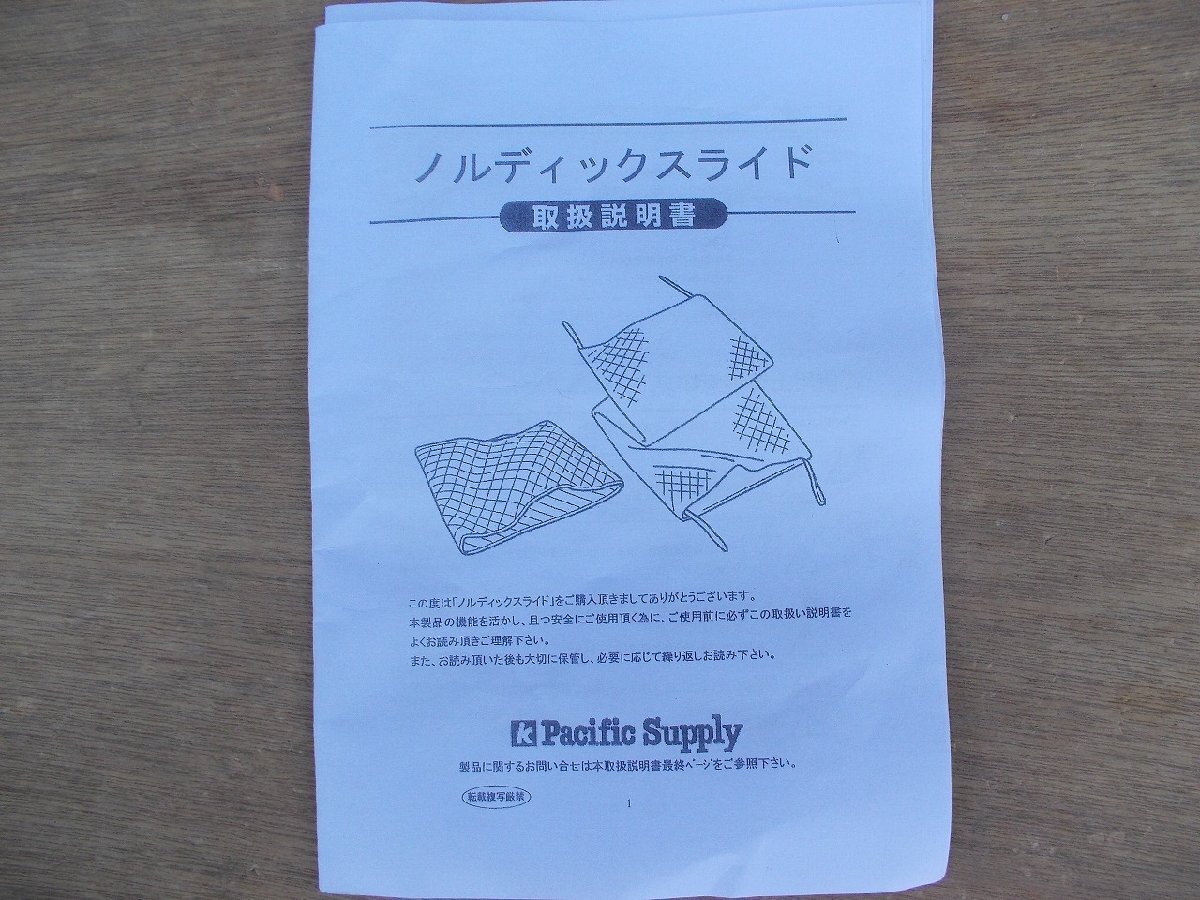 ノルディックスライド
取扱説明書
この度は「ノルディックスライド」をご購入頂きましてありがとうございます。
本製品の機能を活かし、且つ安全にご使用頂く為に、ご使用前に必ずこの取扱い説明書を
よくお読み頂きご理解下さい。
また、お読み頂いた後も大切に保管し、必要に応じて繰り返しお読み下さい。
K Pacific Supply
製品に関するお問い合せは本取扱説明書最終ページをご参照下さい。
転載複写厳禁
1